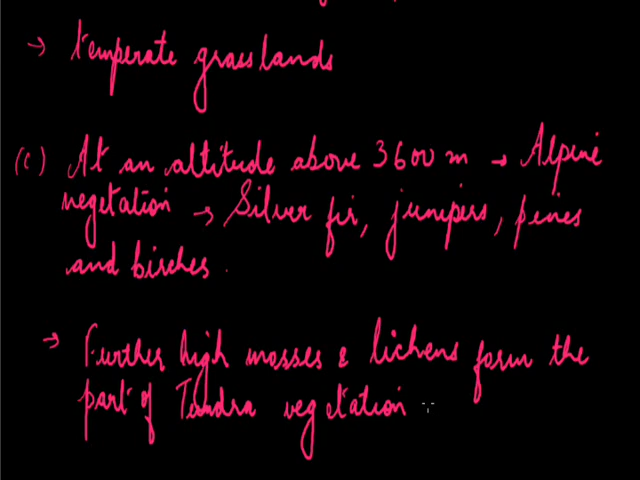 → temperate grasslands
(c) At an altitude above 3600 m → Alpine
vegetation → Silver fir, junipers, pines
and birches.
→ Further high mosses & lichens form the
part of Tundra vegetation